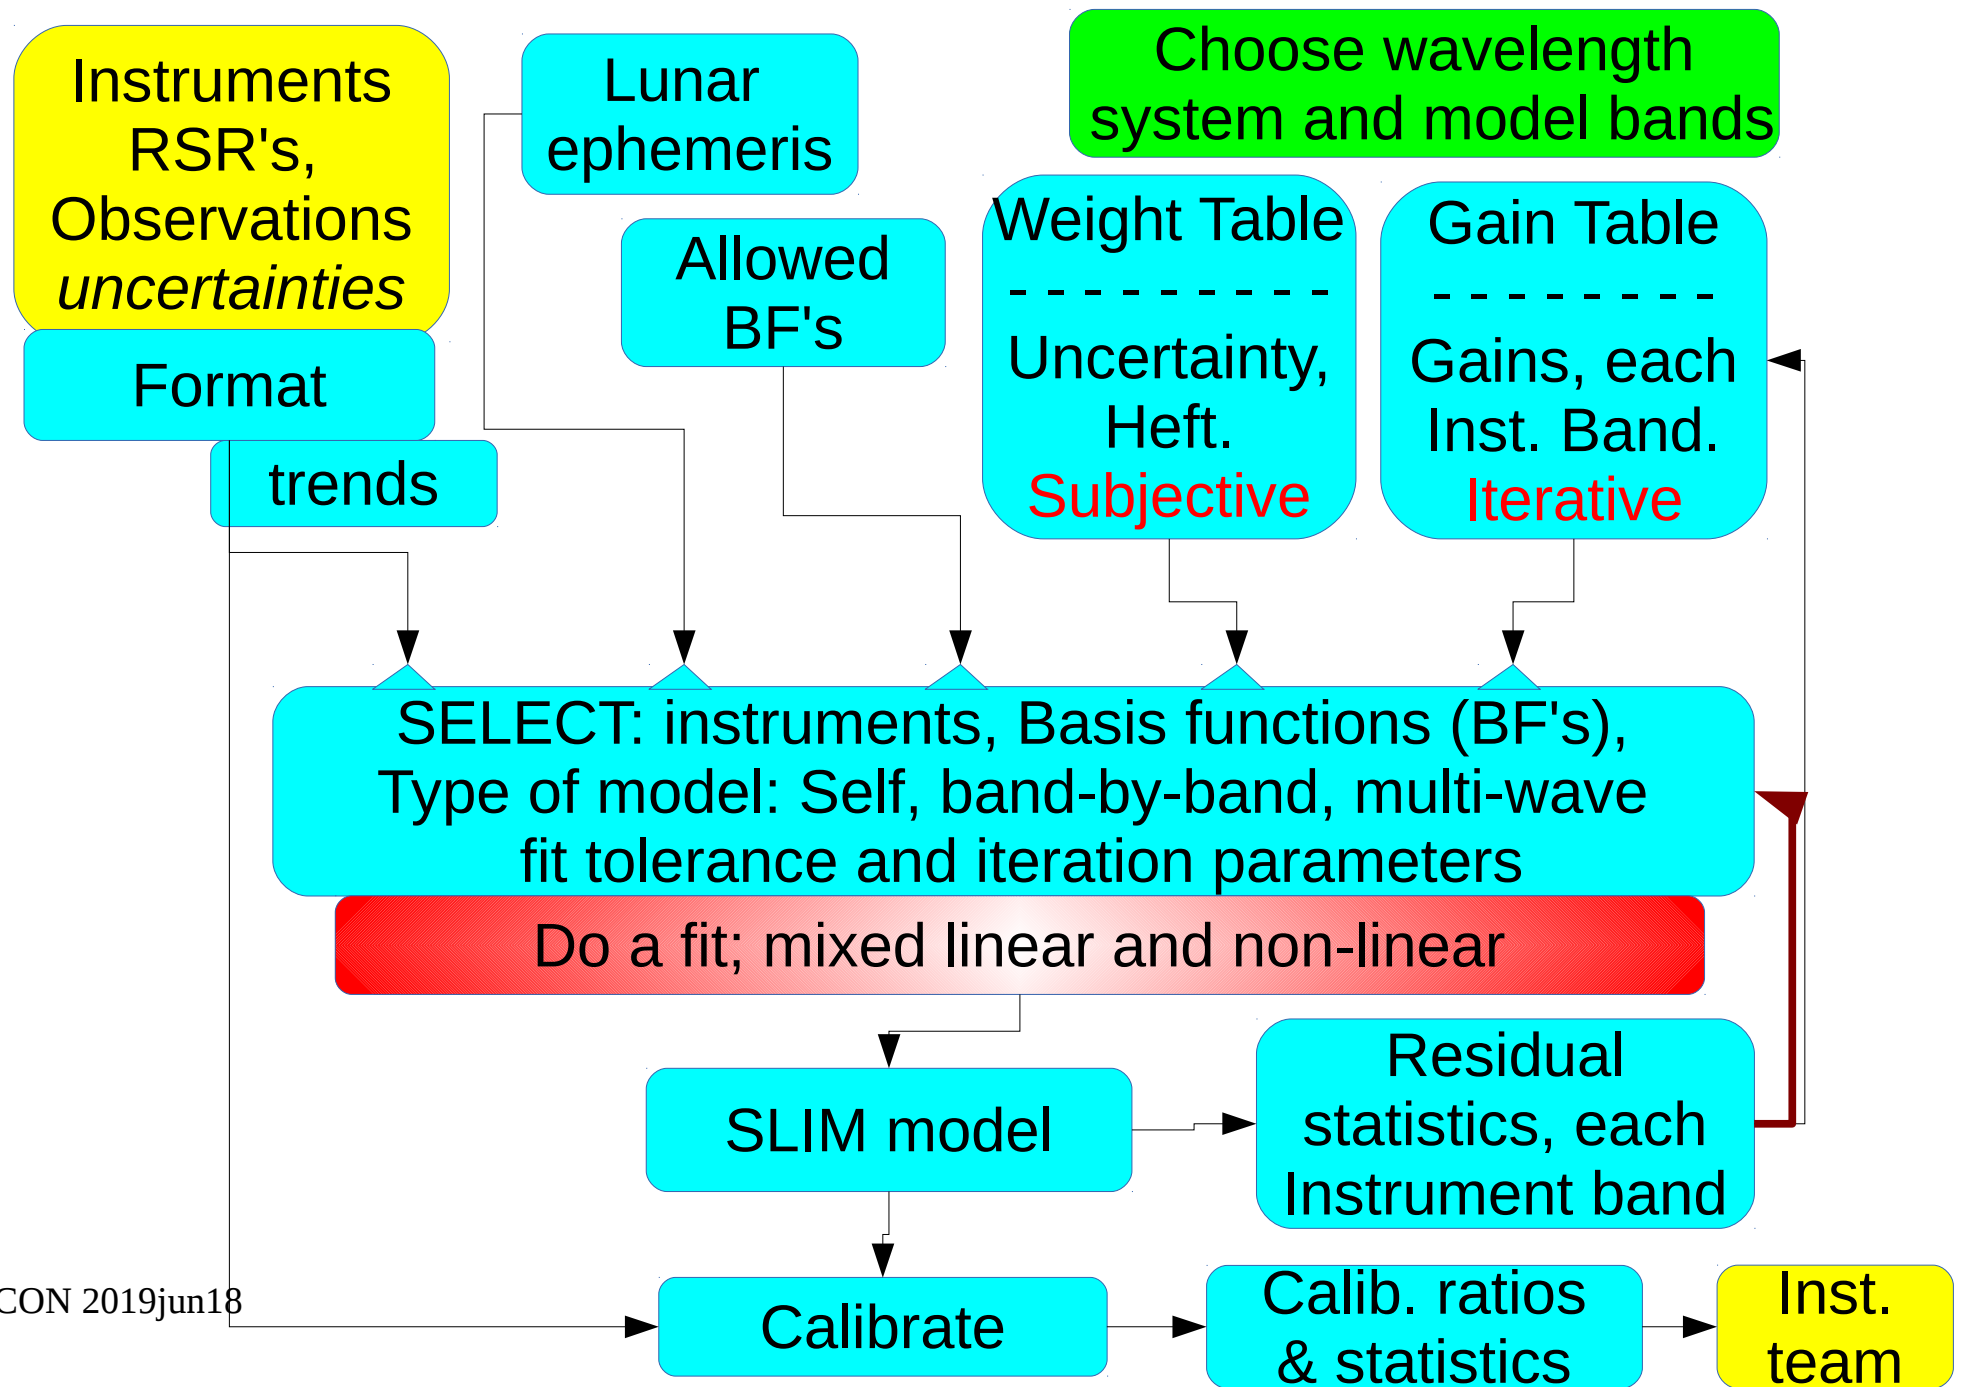 Instruments
RSR's,
Observations
uncertainties
Format
trends
Lunar
ephemeris
Allowed
BF's
Choose wavelength
system and model bands
Weight Table
- - - - - - - - -
Uncertainty,
Heft.
Subjective
Gain Table
- - - - - - - -
Gains, each
Inst. Band.
Iterative
SELECT: instruments, Basis functions (BF's),
Type of model: Self, band-by-band, multi-wave
fit tolerance and iteration parameters
Do a fit; mixed linear and non-linear
SLIM model
Residual
statistics, each
Instrument band
CON 2019jun18
Calibrate
Calib. ratios
& statistics
Inst.
team